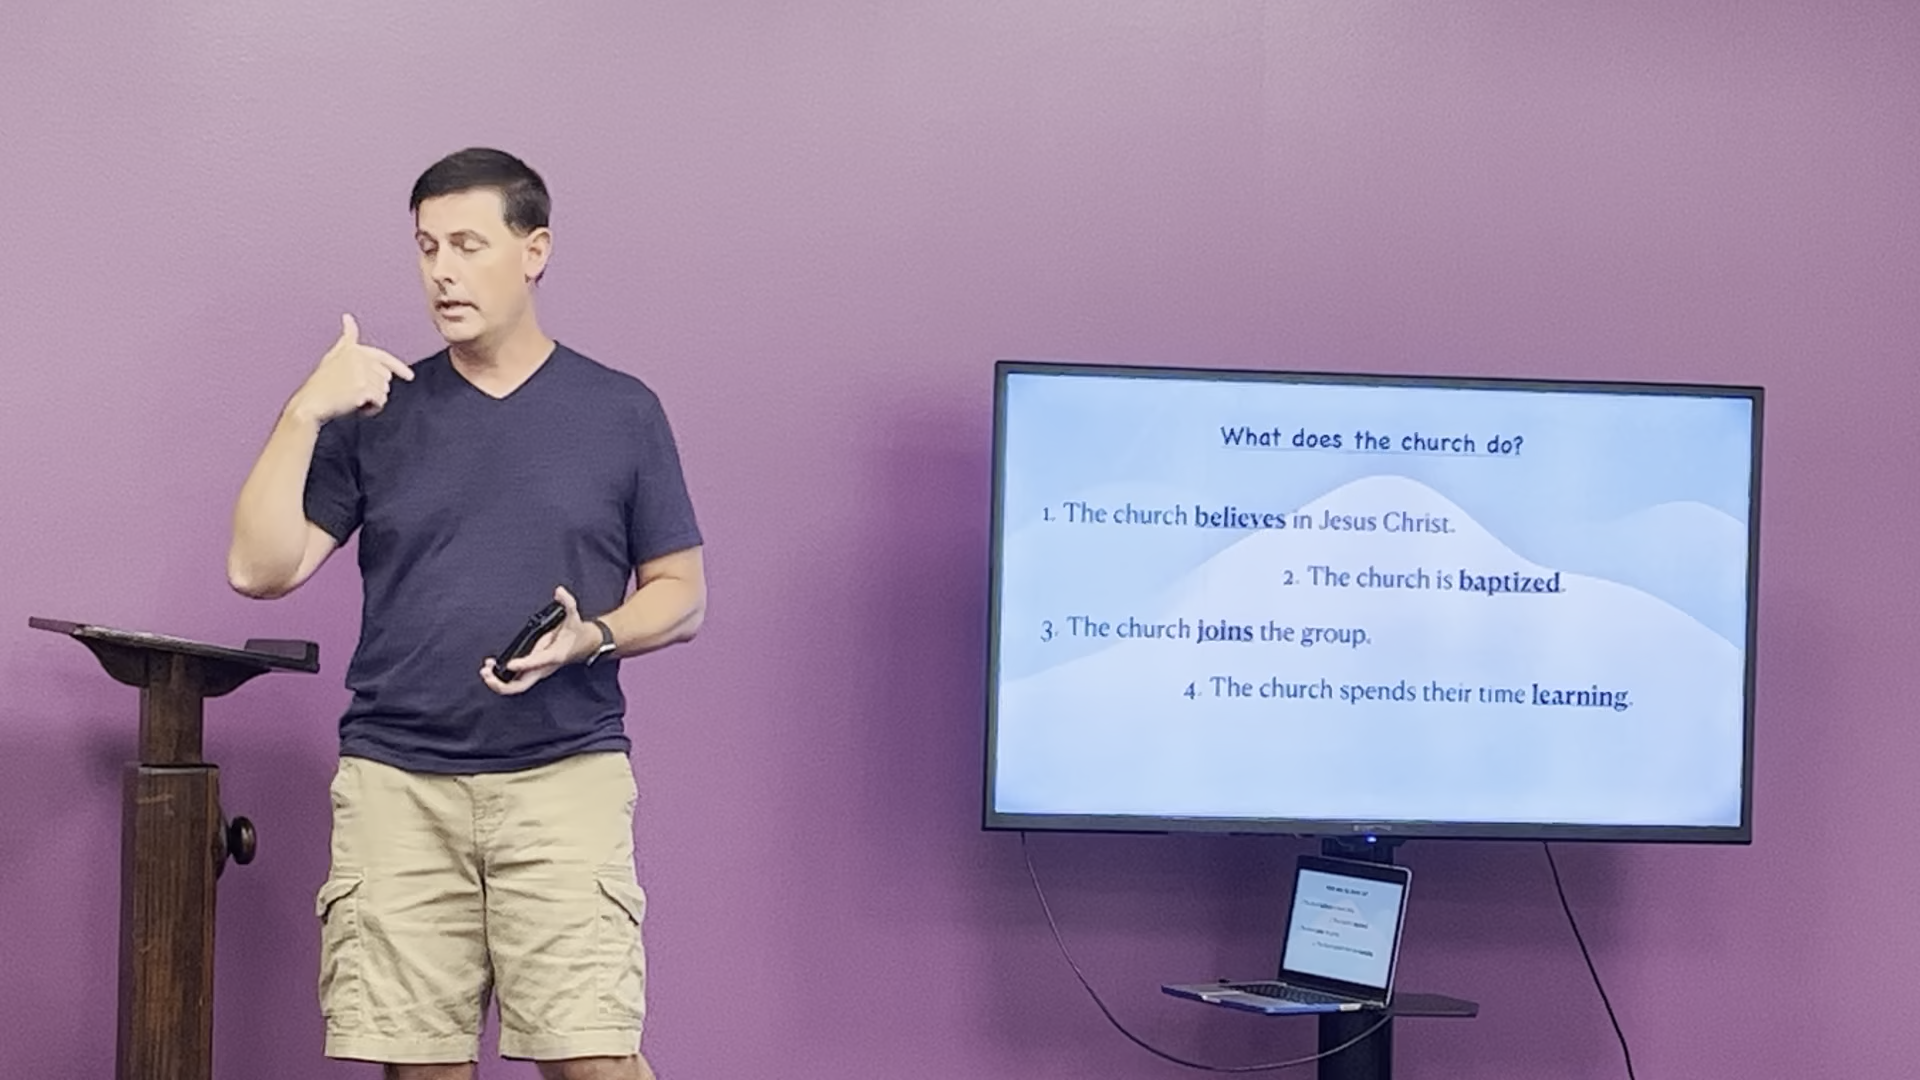 What does the church do?
1. The church believes in Jesus Christ.
2. The church is baptized.
3. The church joins the group.
4. The church spends their time learning.